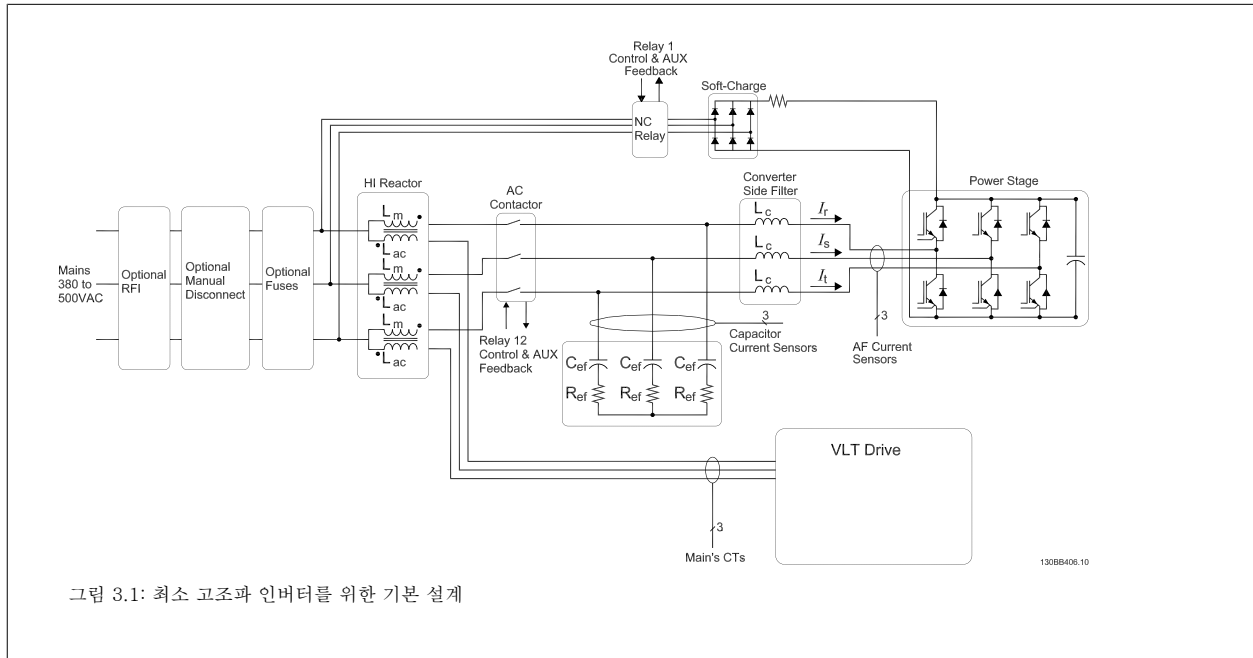 Relay 1
Control & AUX
Feedback
Soft-Charge
NC
Relay
HI Reactor
AC
Contactor
Converter
Side Filter
Power Stage
Mains
380 to
500VAC
Optional
RFI
Optional
Manual
Disconnect
Optional
Fuses
Lm
Lac
Lm
Lac
Lm
Lac
Lc
Ir
Lc
Is
Lc
It
Relay 12
Control & AUX
Feedback
3
Capacitor
Current Sensors
3
AF Current
Sensors
Cef
Cef
Cef
Ref
Ref
Ref
VLT Drive
3
Main's CTs
130BB406.10
그림 3.1: 최소 고조파 인버터를 위한 기본 설계